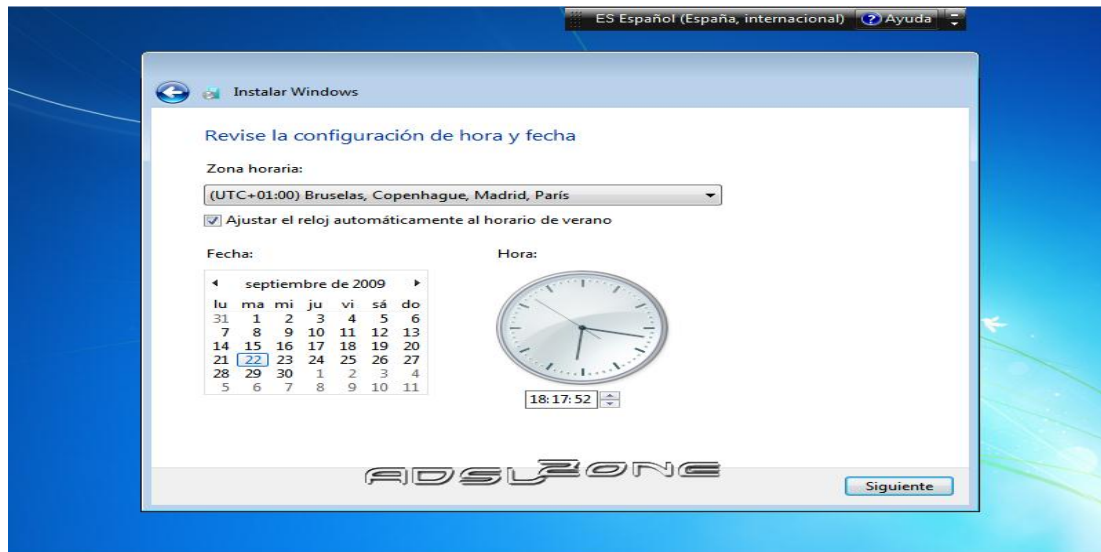 ES Español (España, internacional) ? Ayuda
Instalar Windows
Revise la configuración de hora y fecha
Zona horaria:
(UTC+01:00) Bruselas, Copenhague, Madrid, París
Ajustar el reloj automáticamente al horario de verano
Fecha:
Hora:
septiembre de 2009
lu ma mi ju vi sá do
31 1 2 3 4 5 6
7 8 9 10 11 12 13
14 15 16 17 18 19 20
21 22 23 24 25 26 27
28 29 30 1 2 3 4
5 6 7 8 9 10 11
18:17:52
ADSLZONE
Siguiente